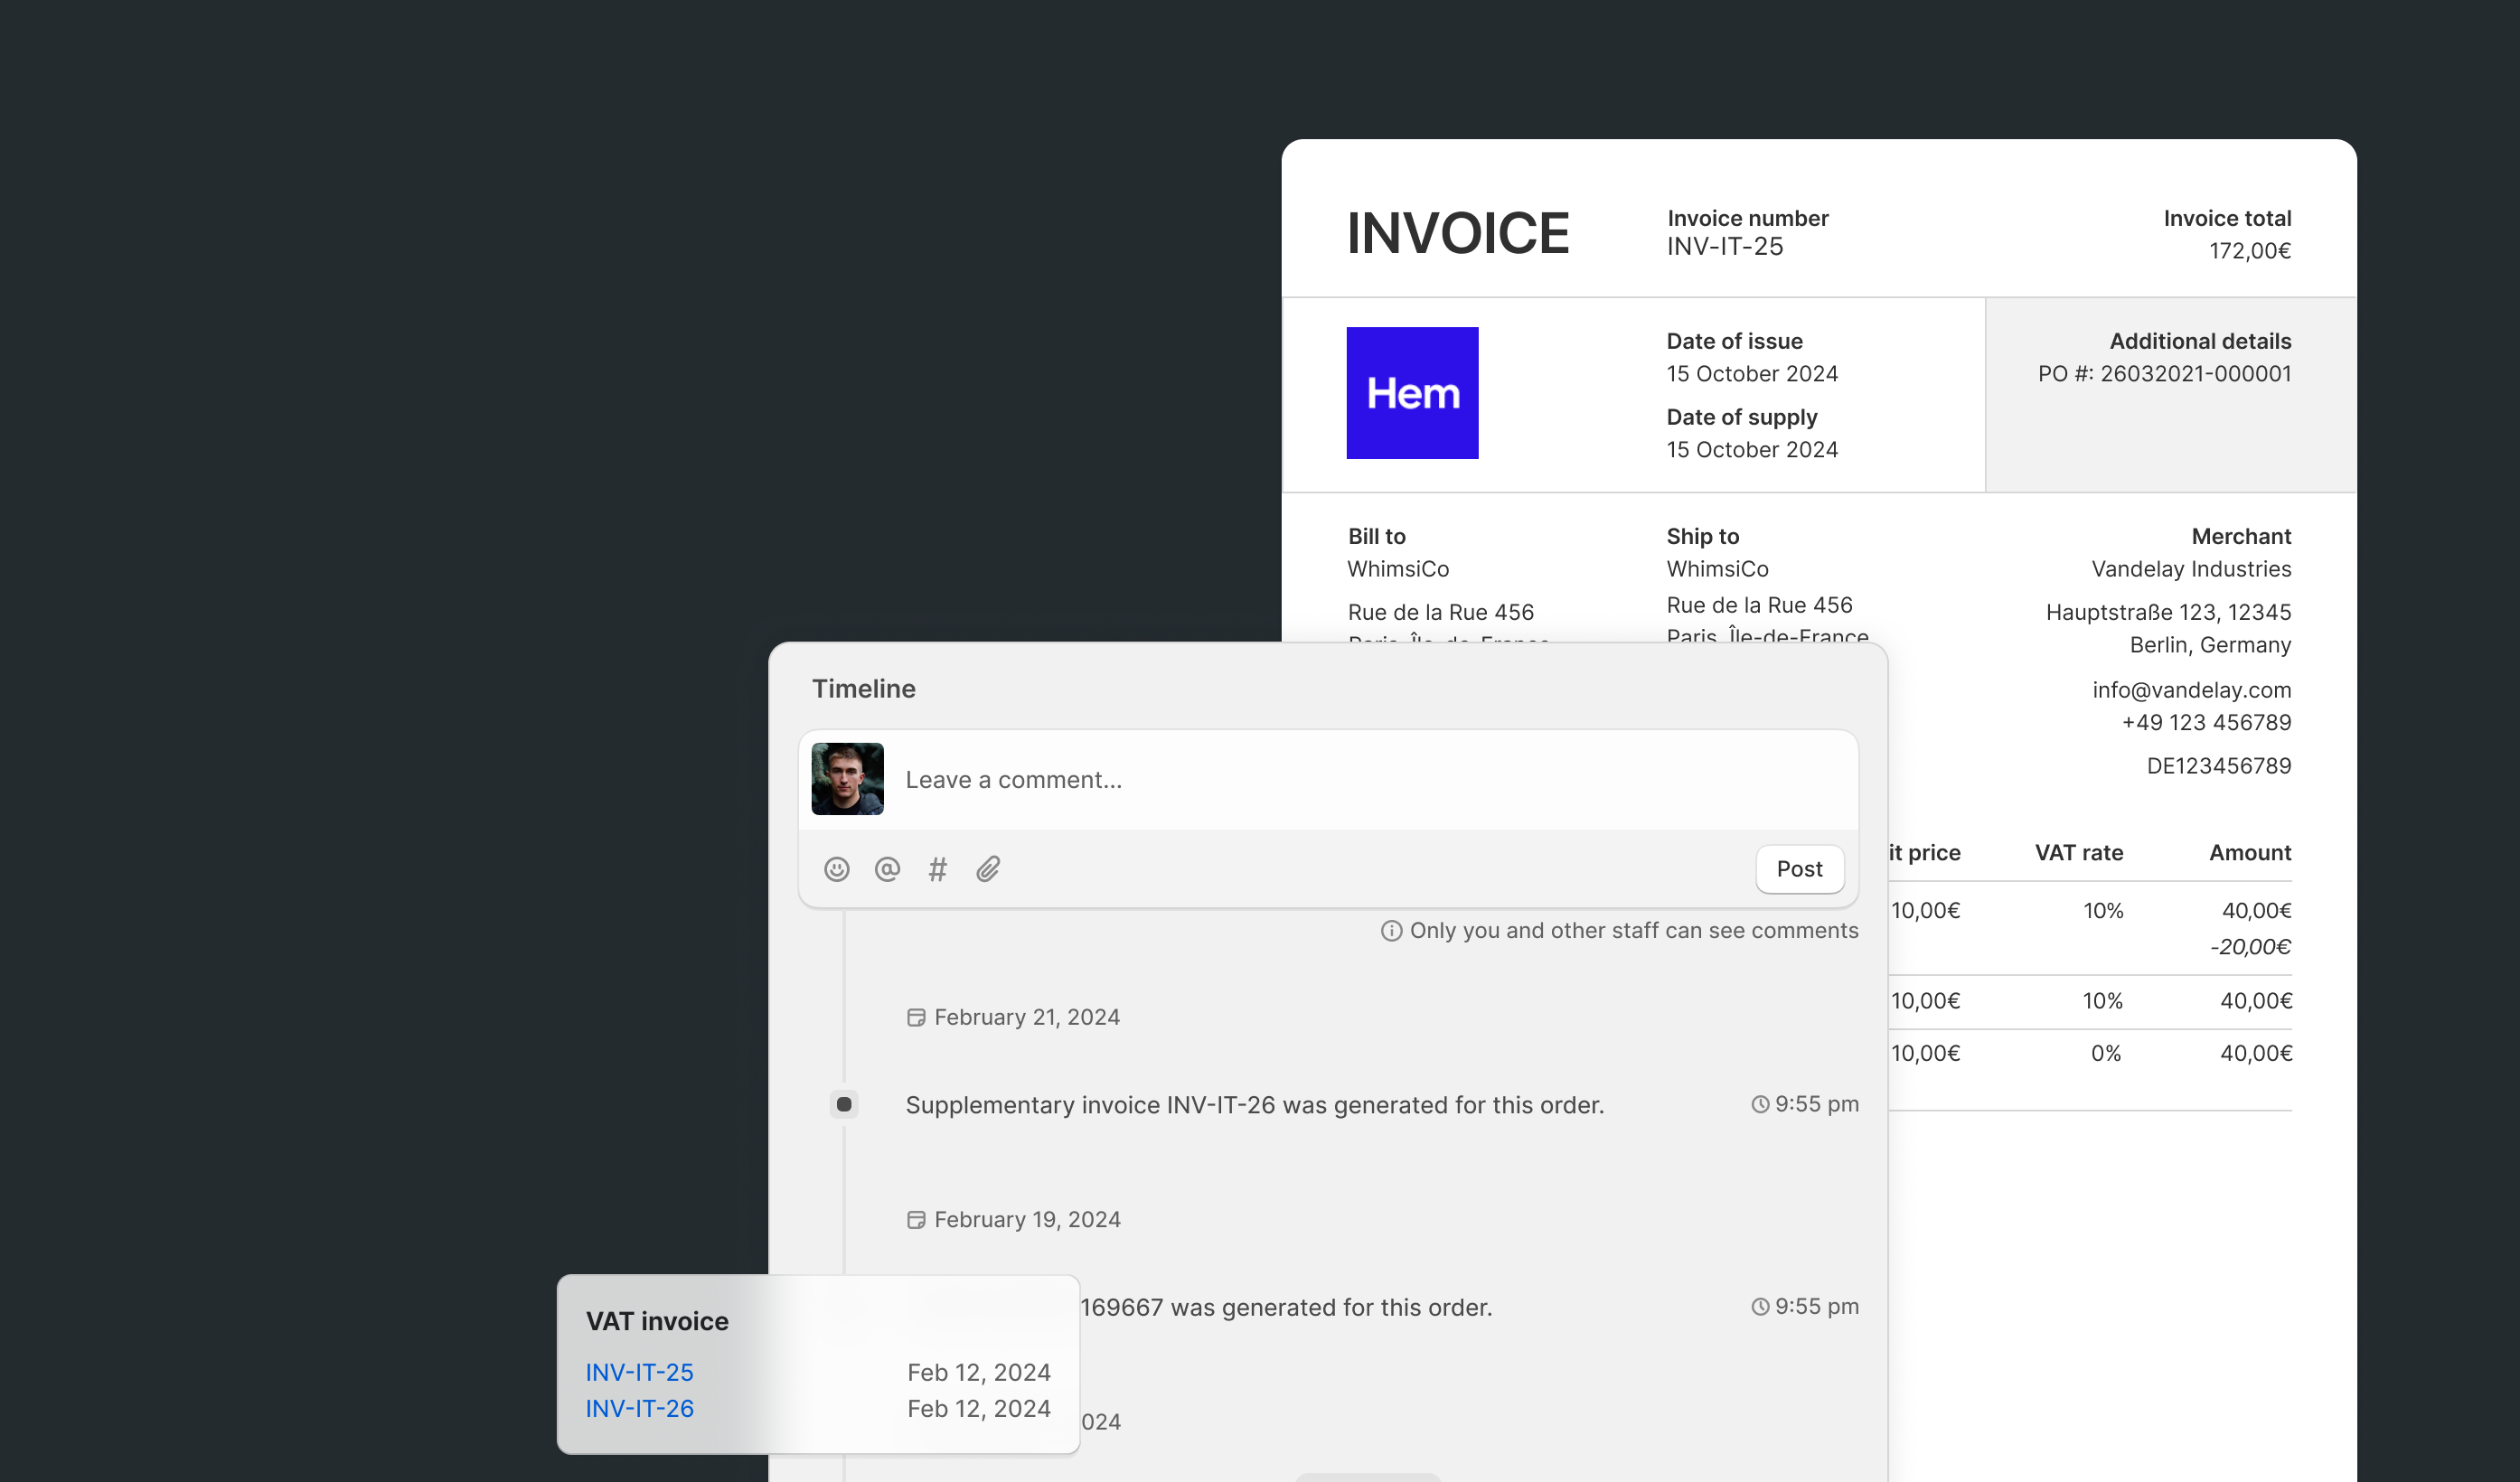 INVOICE
Invoice number
INV-IT-25
Invoice total
172,00€
Hem
Date of issue
15 October 2024
Date of supply
15 October 2024
Additional details
PO #: 26032021-000001
Bill to
WhimsiCo
Rue de la Rue 456
Paris, Île-de-France
Ship to
WhimsiCo
Rue de la Rue 456
Paris, Île-de-France
Merchant
Vandelay Industries
Hauptstraße 123, 12345
Berlin, Germany
info@vandelay.com
+49 123 456789
DE123456789
it price VAT rate Amount
10,00€ 10% 40,00€
-20,00€
10,00€ 10% 40,00€
10,00€ 0% 40,00€
Timeline
Leave a comment...
@ #
Post
Only you and other staff can see comments
February 21, 2024
Supplementary invoice INV-IT-26 was generated for this order. 9:55 pm
February 19, 2024
169667 was generated for this order. 9:55 pm
024
VAT invoice
INV-IT-25 Feb 12, 2024
INV-IT-26 Feb 12, 2024